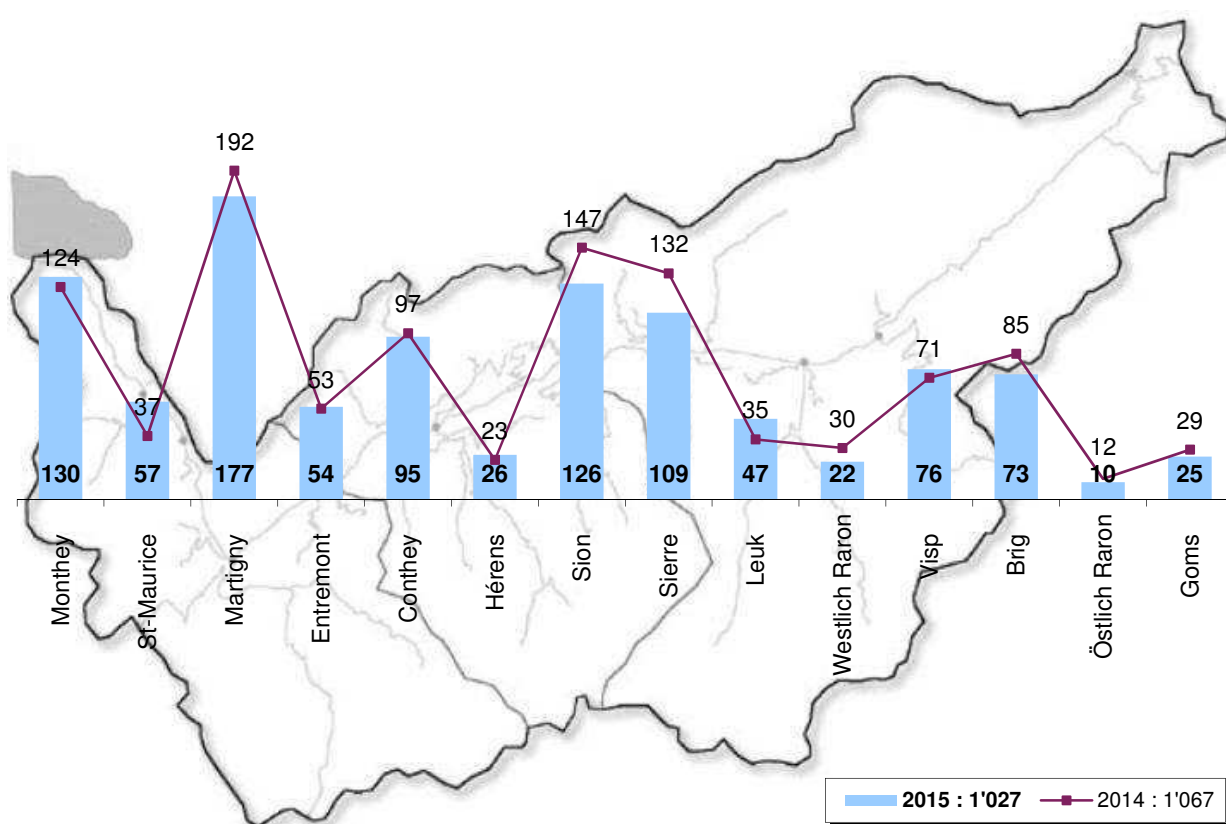 192
147
132
124
97
85
71
53
37
35
30
29
23
12
130
57
177
54
95
26
126
109
47
22
76
73
10
25
Monthey
St-Maurice
Martigny
Entremont
Conthey
Hérens
Sion
Sierre
Leuk
Westlich Raron
Visp
Brig
Östlich Raron
Goms
2015 : 1'027
2014 : 1'067